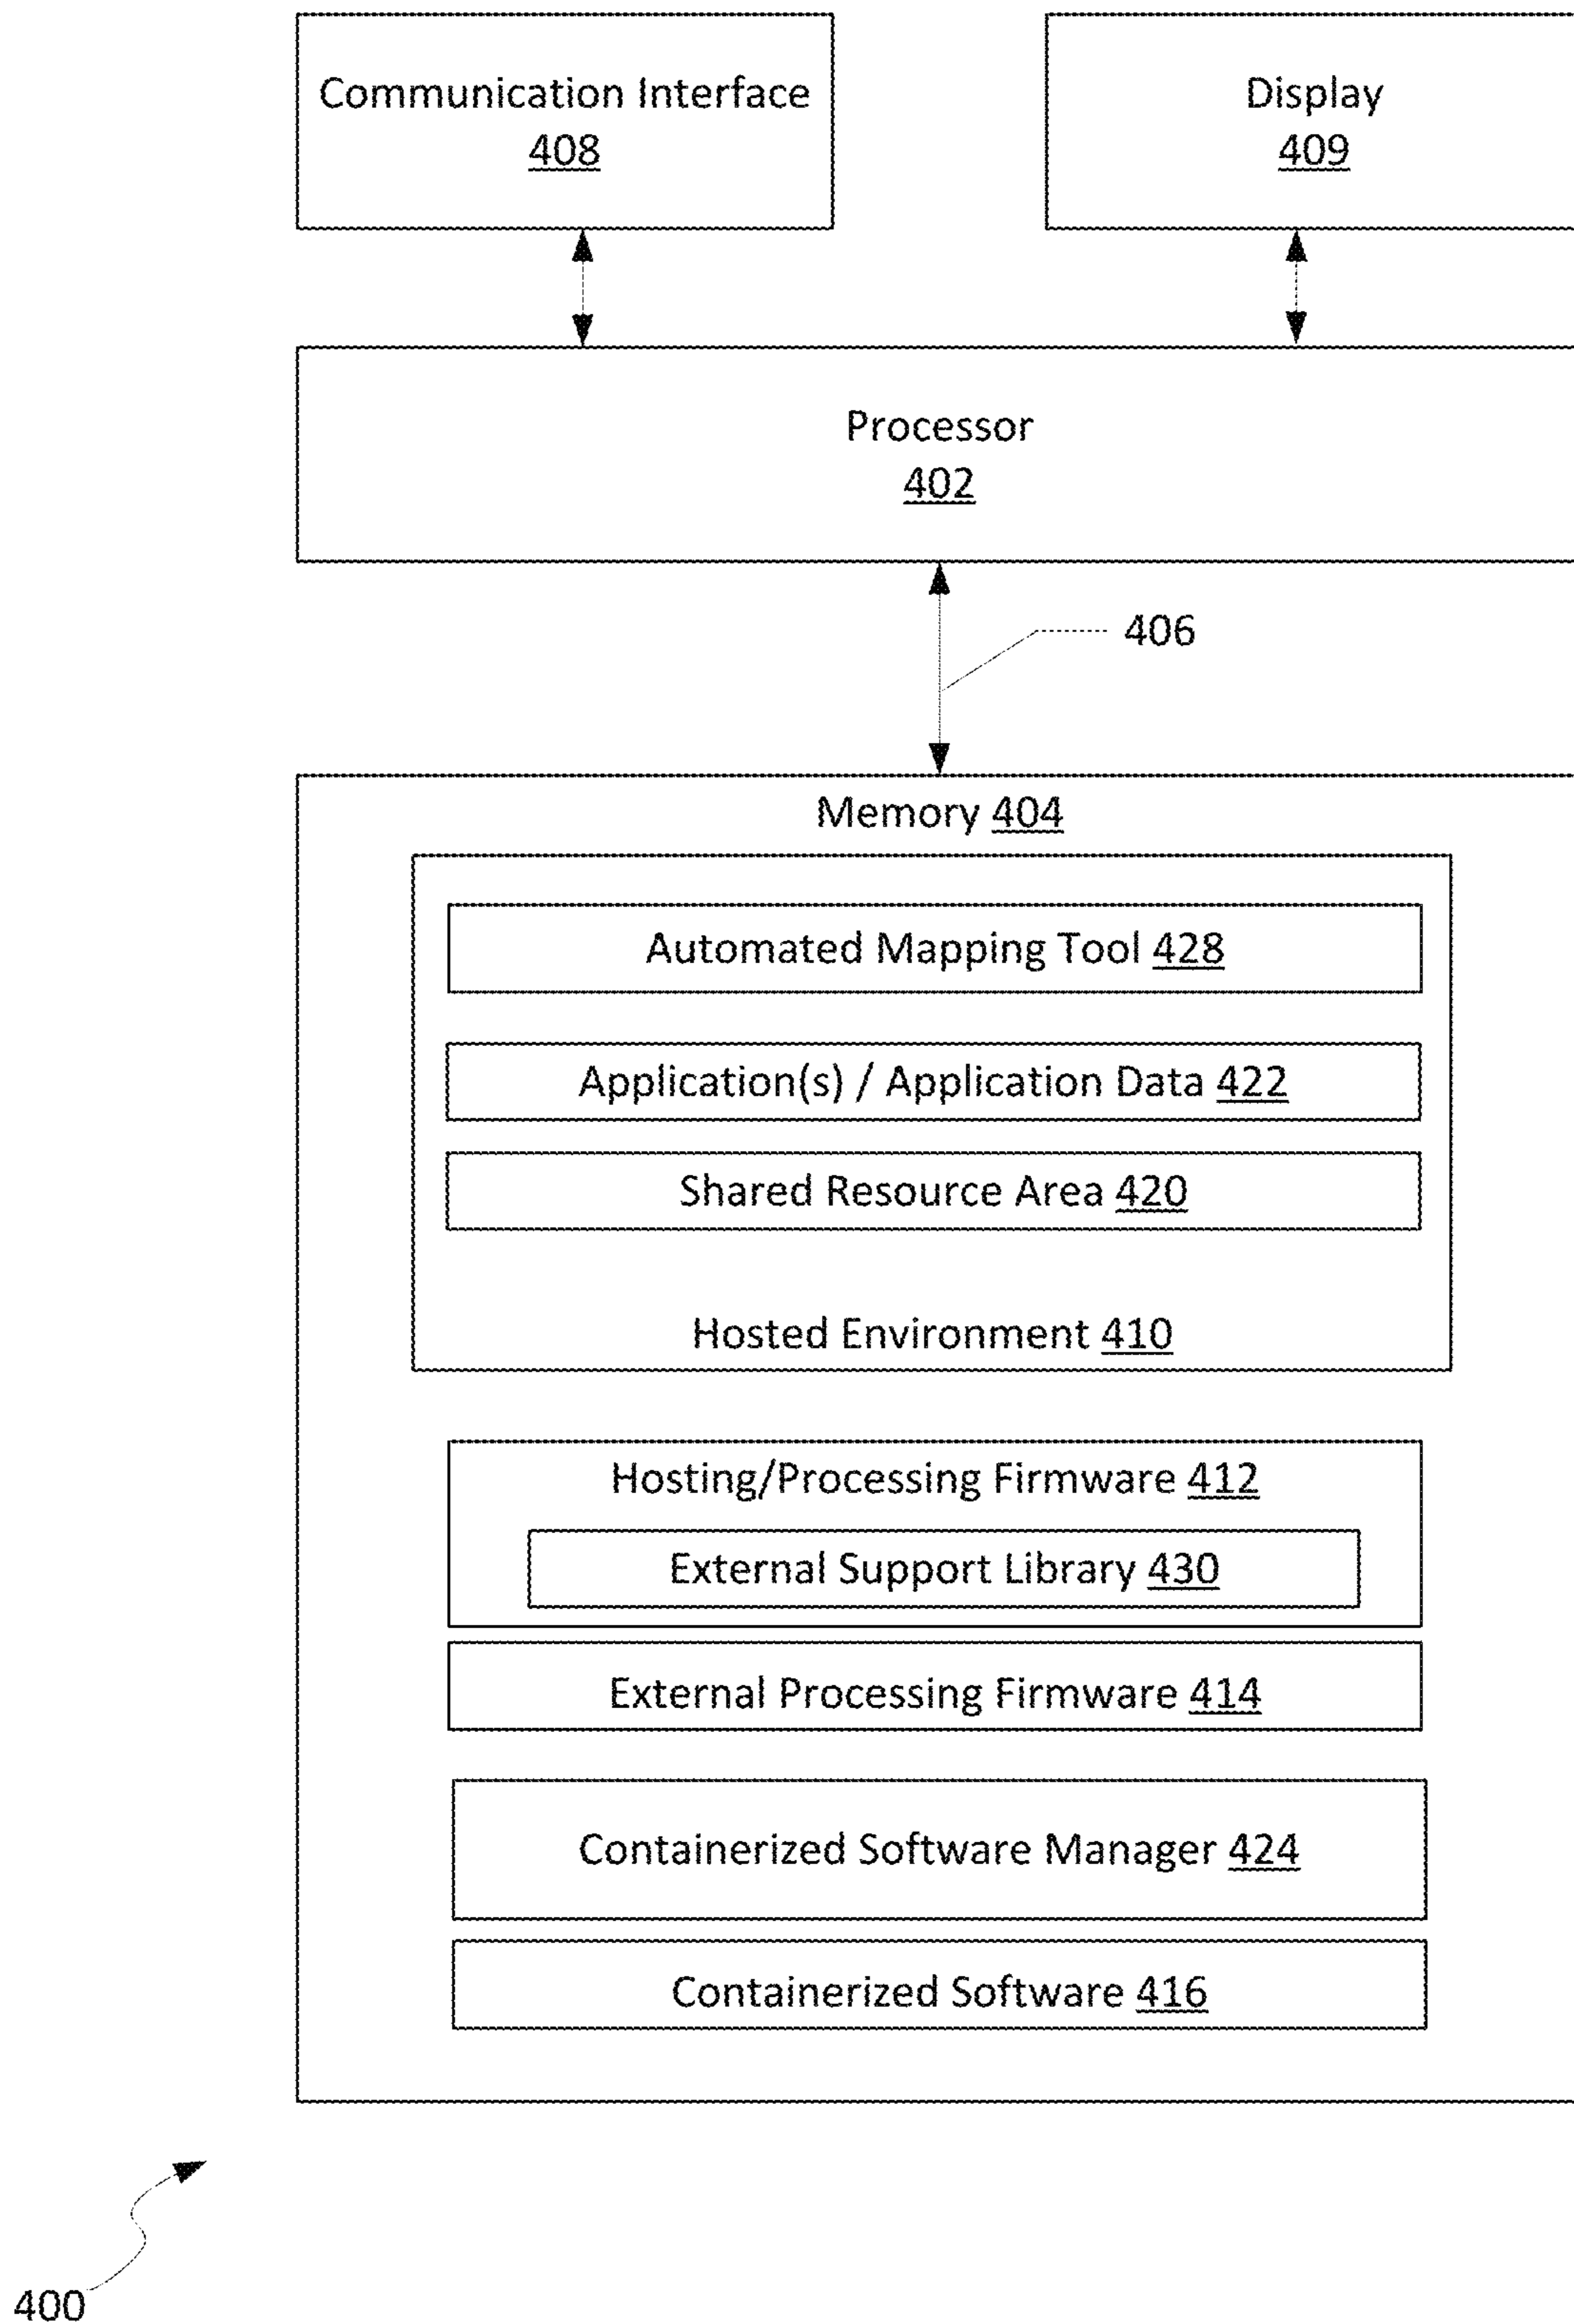 Communication Interface
408
Display
409
Processor
402
406
Memory 404
Automated Mapping Tool 428
Application(s) / Application Data 422
Shared Resource Area 420
Hosted Environment 410
Hosting/Processing Firmware 412
External Support Library 430
External Processing Firmware 414
Containerized Software Manager 424
Containerized Software 416
400